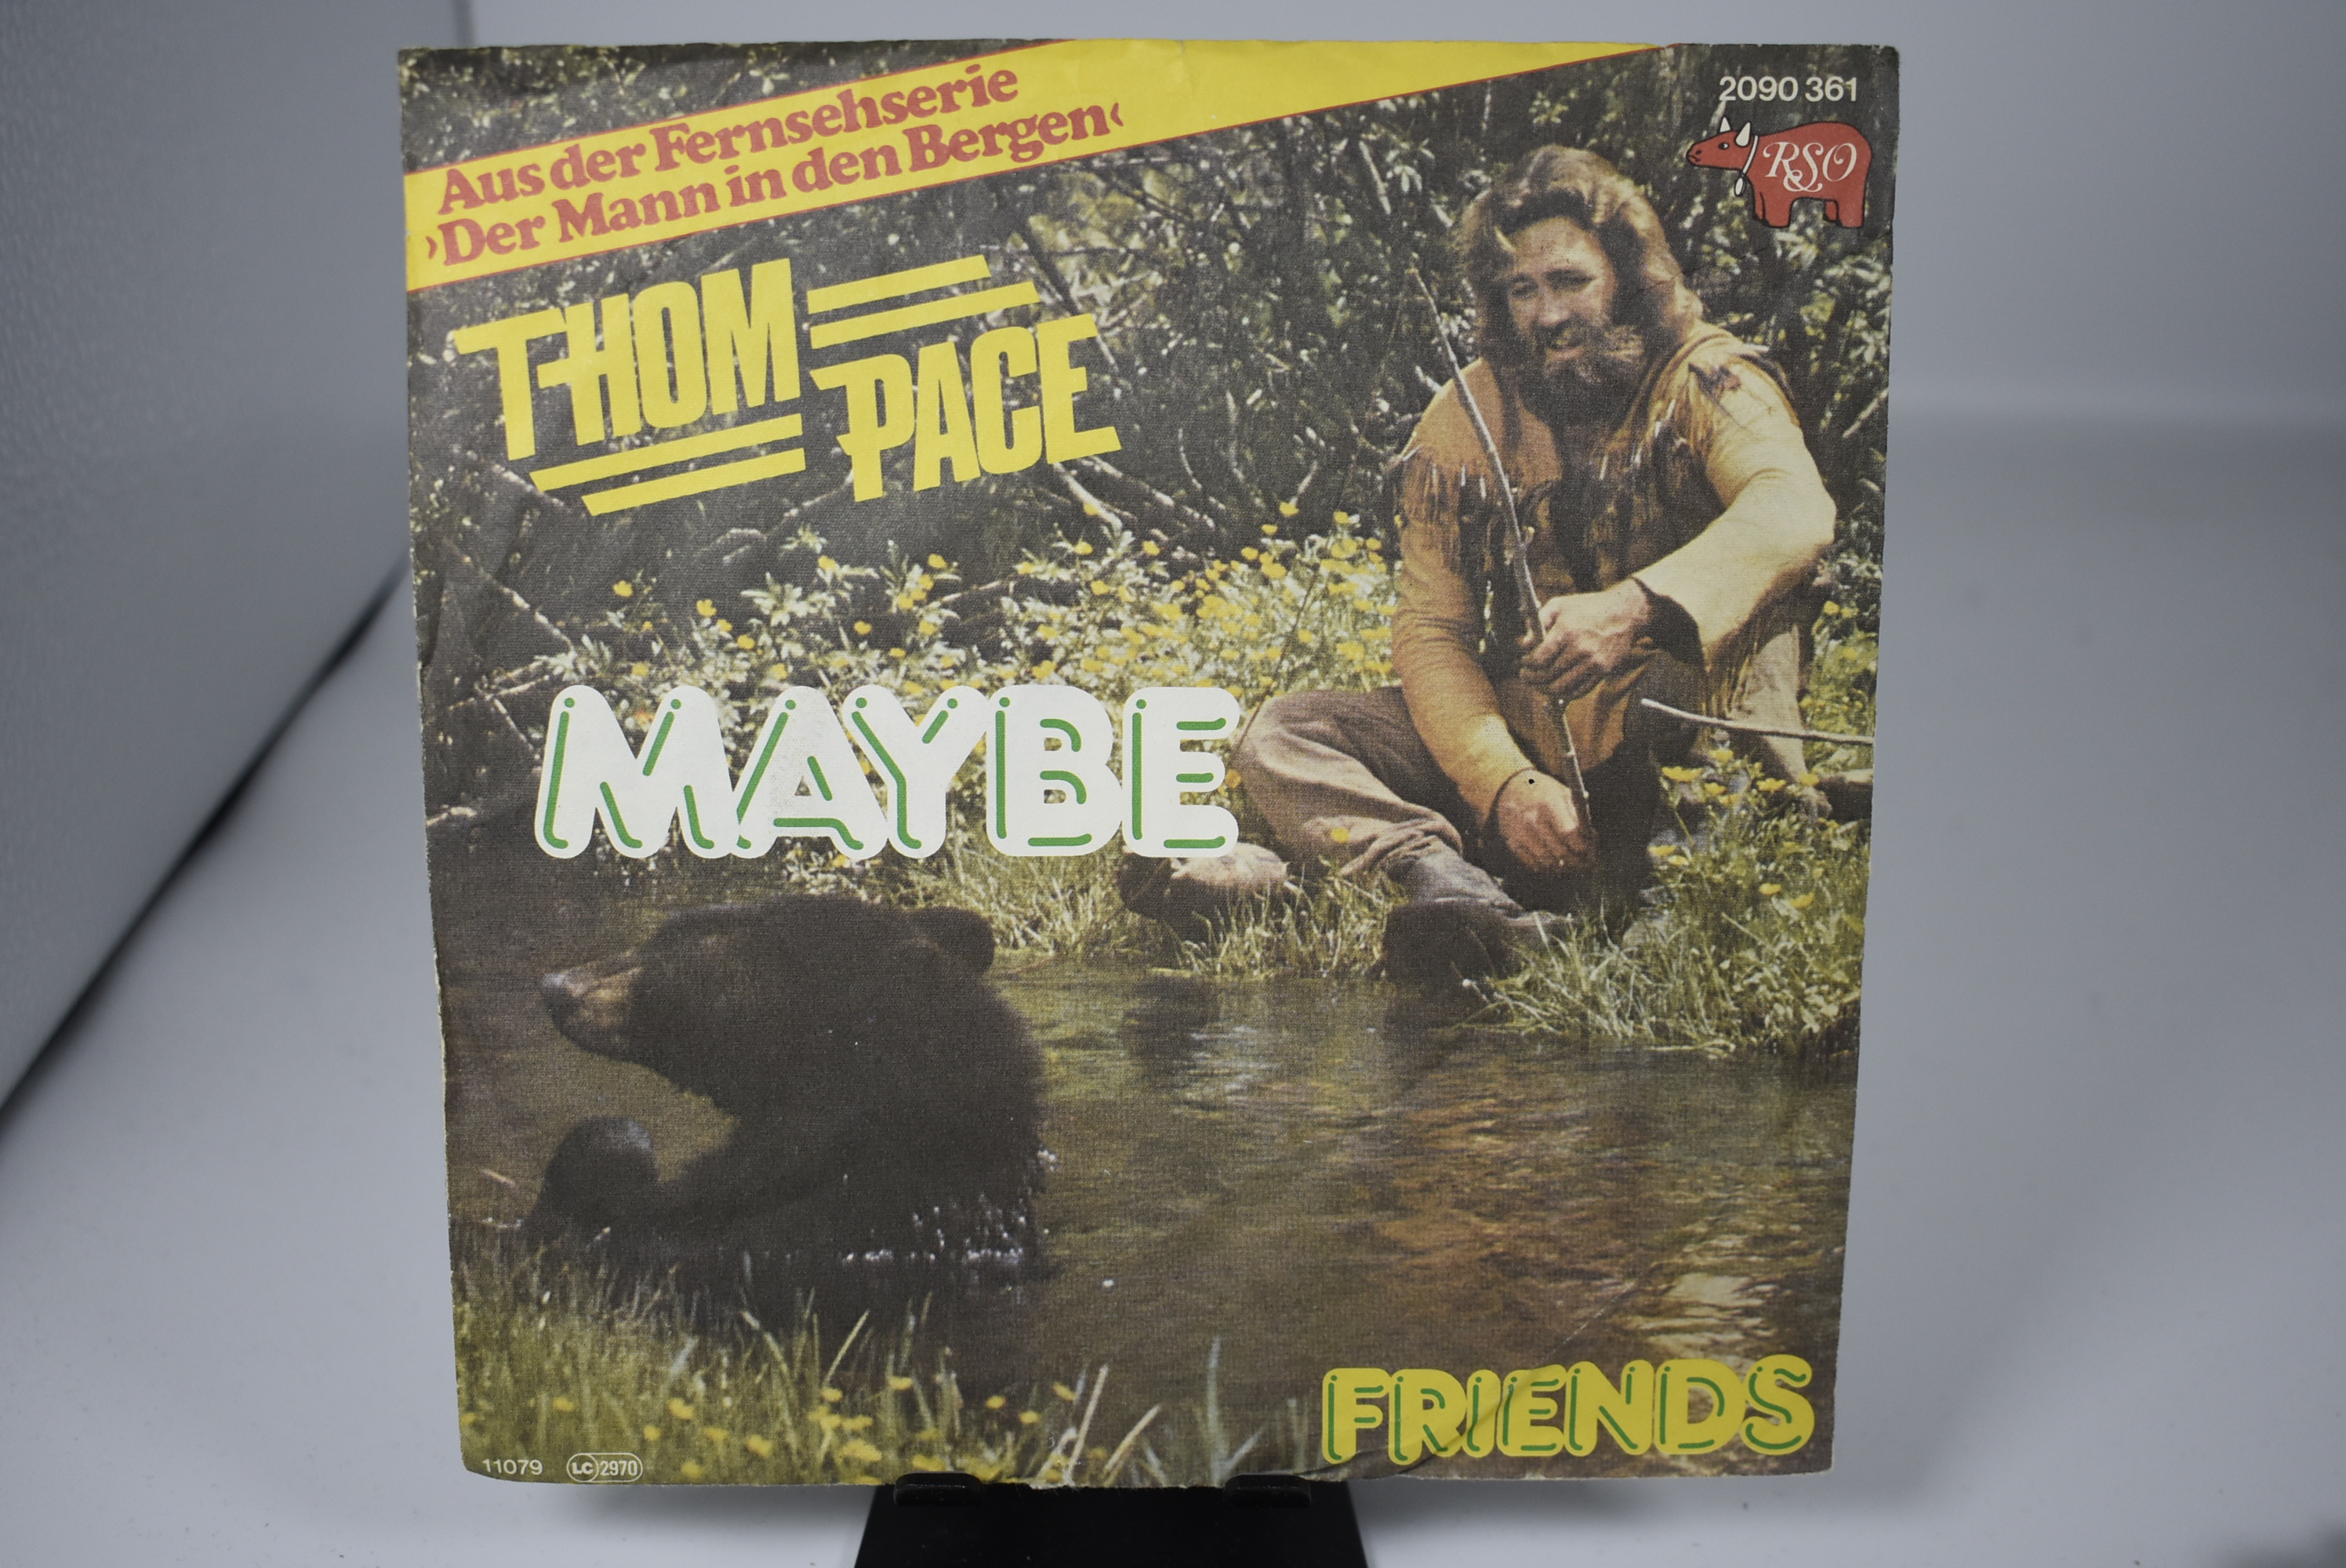 Aus der Fernsehserie
›Der Mann in den Bergen‹
2090 361
RSO
THOM
PACE
MAYBE
FRIENDS
11079 LC 2970